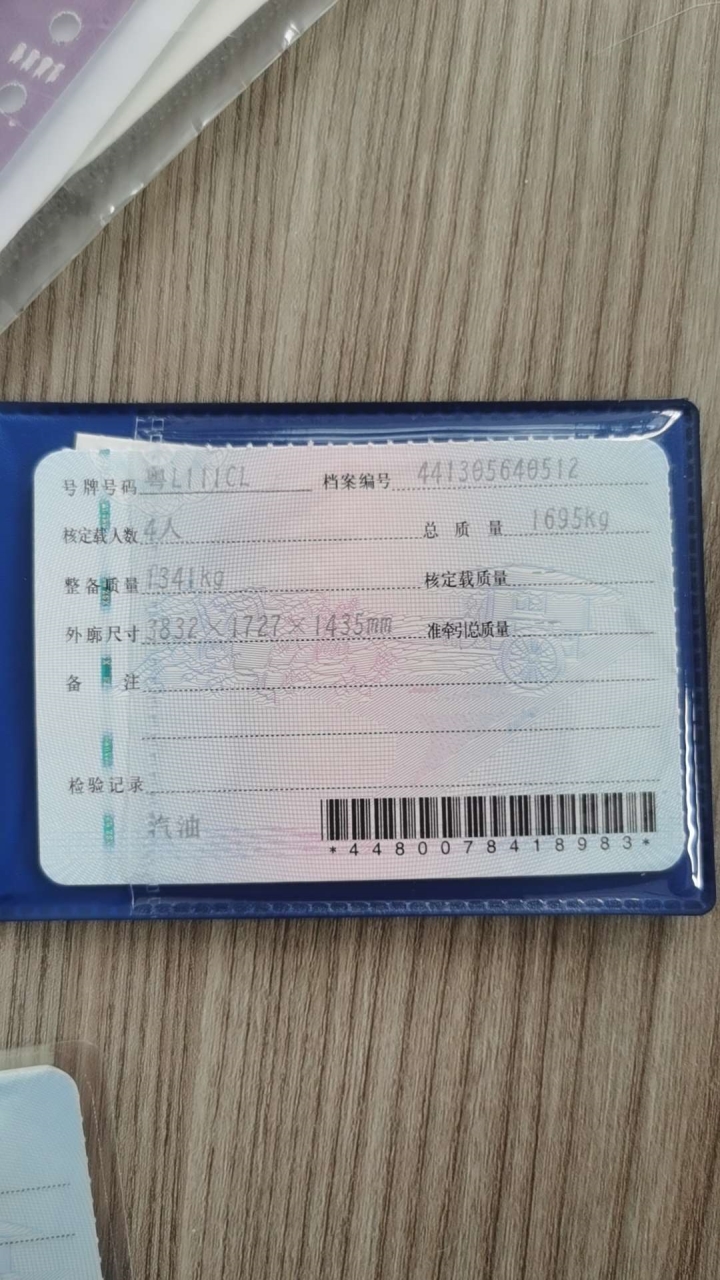 号牌号码 粤L111CL 档案编号 441305640512
核定载人数 4人 总质量 1695kg
整备质量 1341kg 核定载质量
外廓尺寸 3832×1727×1435mm 准牵引总质量
备注
检验记录
汽油
*4480078418983*